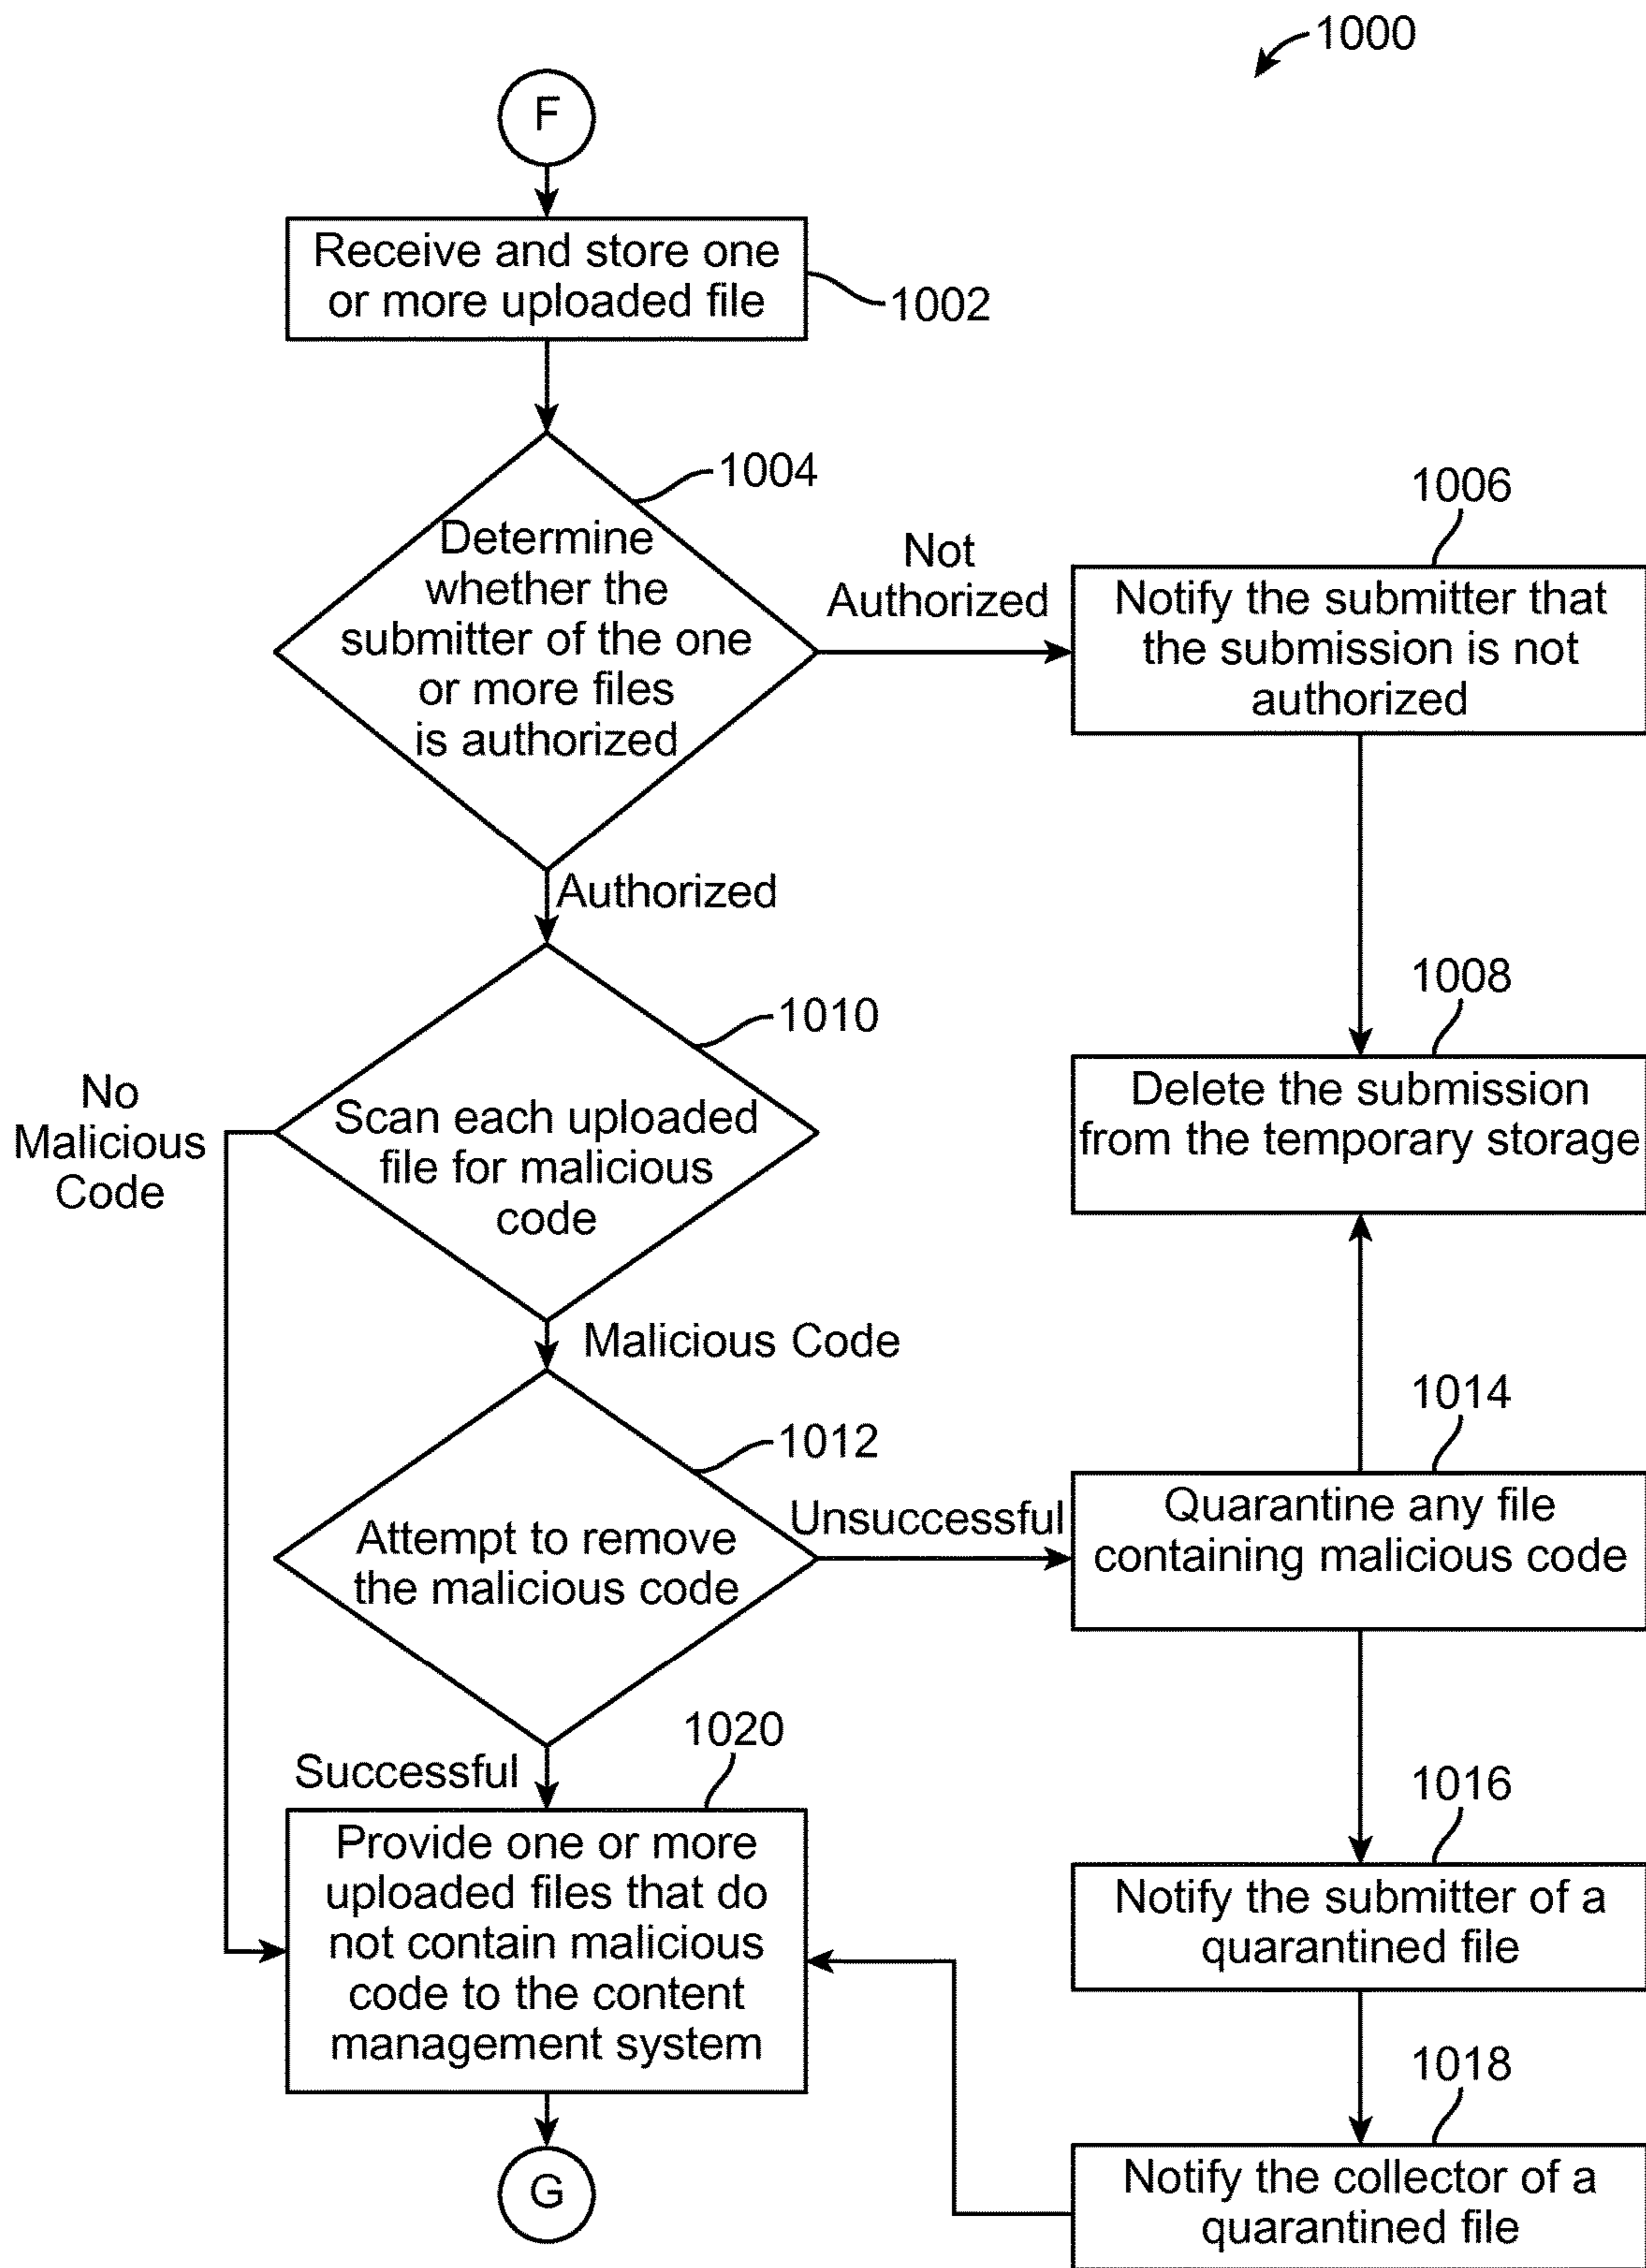 1000
F
Receive and store one
or more uploaded file
1002
1004
Determine
whether the
submitter of the one
or more files
is authorized
Not
Authorized
1006
Notify the submitter that
the submission is not
authorized
Authorized
1008
Delete the submission
from the temporary storage
1010
No
Malicious
Code
Scan each uploaded
file for malicious
code
Malicious Code
1012
Attempt to remove
the malicious code
Unsuccessful
1014
Quarantine any file
containing malicious code
Successful
1020
Provide one or more
uploaded files that do
not contain malicious
code to the content
management system
1016
Notify the submitter of a
quarantined file
1018
Notify the collector of a
quarantined file
G